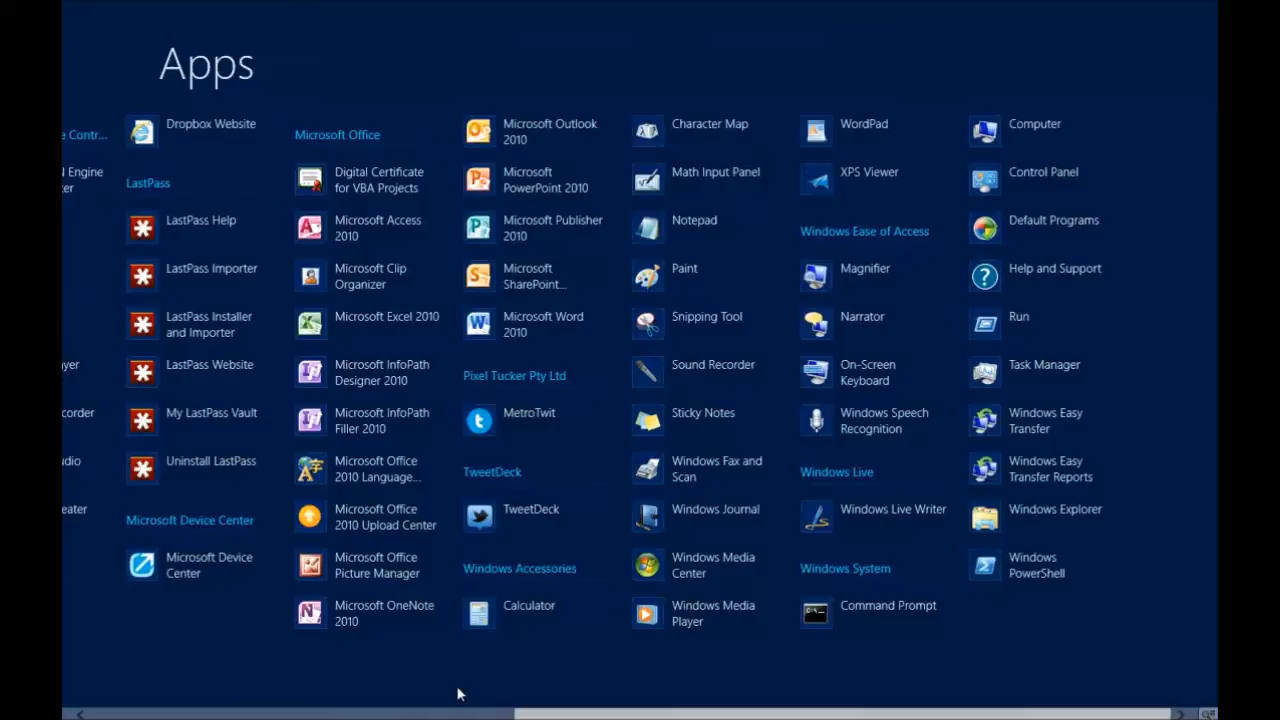 Apps
e Contr...
N Engine
ter
ayer
corder
udio
eater
Dropbox Website
LastPass
LastPass Help
LastPass Importer
LastPass Installer
and Importer
LastPass Website
My LastPass Vault
Uninstall LastPass
Microsoft Device Center
Microsoft Device
Center
Microsoft Office
Digital Certificate
for VBA Projects
Microsoft Access
2010
Microsoft Clip
Organizer
Microsoft Excel 2010
Microsoft InfoPath
Designer 2010
Microsoft InfoPath
Filler 2010
Microsoft Office
2010 Language...
Microsoft Office
2010 Upload Center
Microsoft Office
Picture Manager
Microsoft OneNote
2010
Microsoft Outlook
2010
Microsoft
PowerPoint 2010
Microsoft Publisher
2010
Microsoft
SharePoint...
Microsoft Word
2010
Pixel Tucker Pty Ltd
MetroTwit
TweetDeck
TweetDeck
Windows Accessories
Calculator
Character Map
Math Input Panel
Notepad
Paint
Snipping Tool
Sound Recorder
Sticky Notes
Windows Fax and
Scan
Windows Journal
Windows Media
Center
Windows Media
Player
WordPad
XPS Viewer
Windows Ease of Access
Magnifier
Narrator
On-Screen
Keyboard
Windows Speech
Recognition
Windows Live
Windows Live Writer
Windows System
Command Prompt
Computer
Control Panel
Default Programs
Help and Support
Run
Task Manager
Windows Easy
Transfer
Windows Easy
Transfer Reports
Windows Explorer
Windows
PowerShell